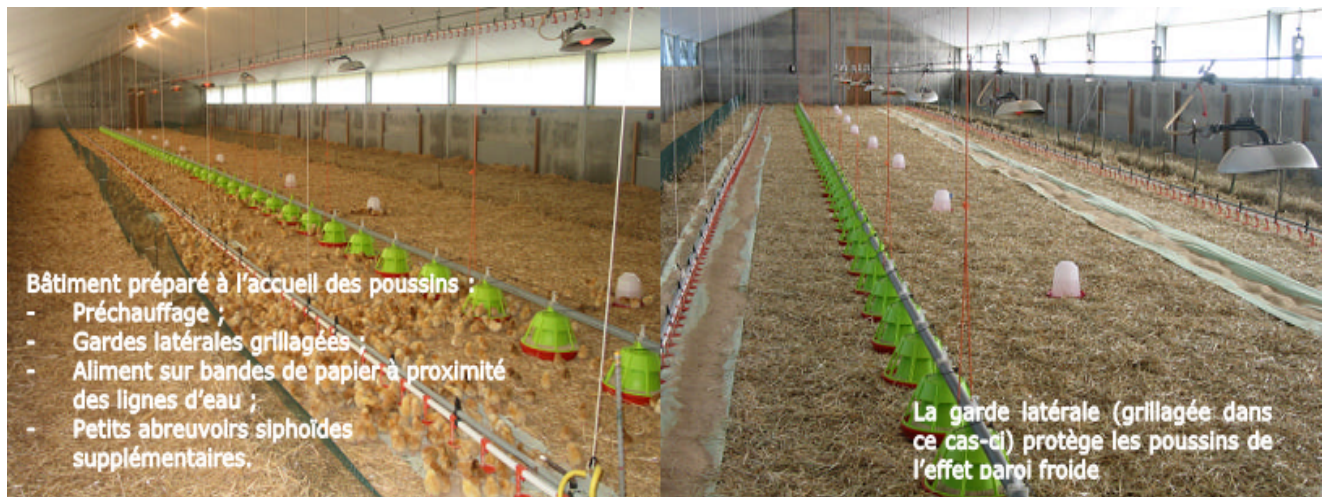 Bâtiment préparé à l'accueil des poussins :
- Préchauffage ;
- Gardes latérales grillagées ;
- Aliment sur bandes de papier à proximité
des lignes d'eau ;
- Petits abreuvoirs siphoïdes
supplémentaires.
La garde latérale (grillagée dans
ce cas-ci) protège les poussins de
l'effet paroi froide